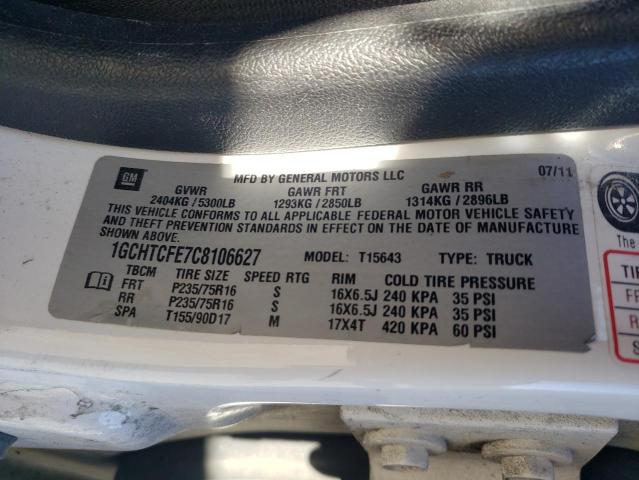 GM
MFD BY GENERAL MOTORS LLC 07/11
GVWR GAWR FRT GAWR RR
2404KG / 5300LB 1293KG / 2850LB 1314KG / 2896LB
THIS VEHICLE CONFORMS TO ALL APPLICABLE FEDERAL MOTOR VEHICLE SAFETY
AND THEFT PREVENTION STANDARDS IN EFFECT ON THE DATE OF MANUFACTURE
SHOWN ABOVE.
1GCHTCFE7C8106627 MODEL: T15643 TYPE: TRUCK
TBCM TIRE SIZE SPEED RTG RIM COLD TIRE PRESSURE
FRT P235/75R16 S 16X6.5J 240 KPA 35 PSI
RR P235/75R16 S 16X6.5J 240 KPA 35 PSI
SPA T155/90D17 M 17X4T 420 KPA 60 PSI
The